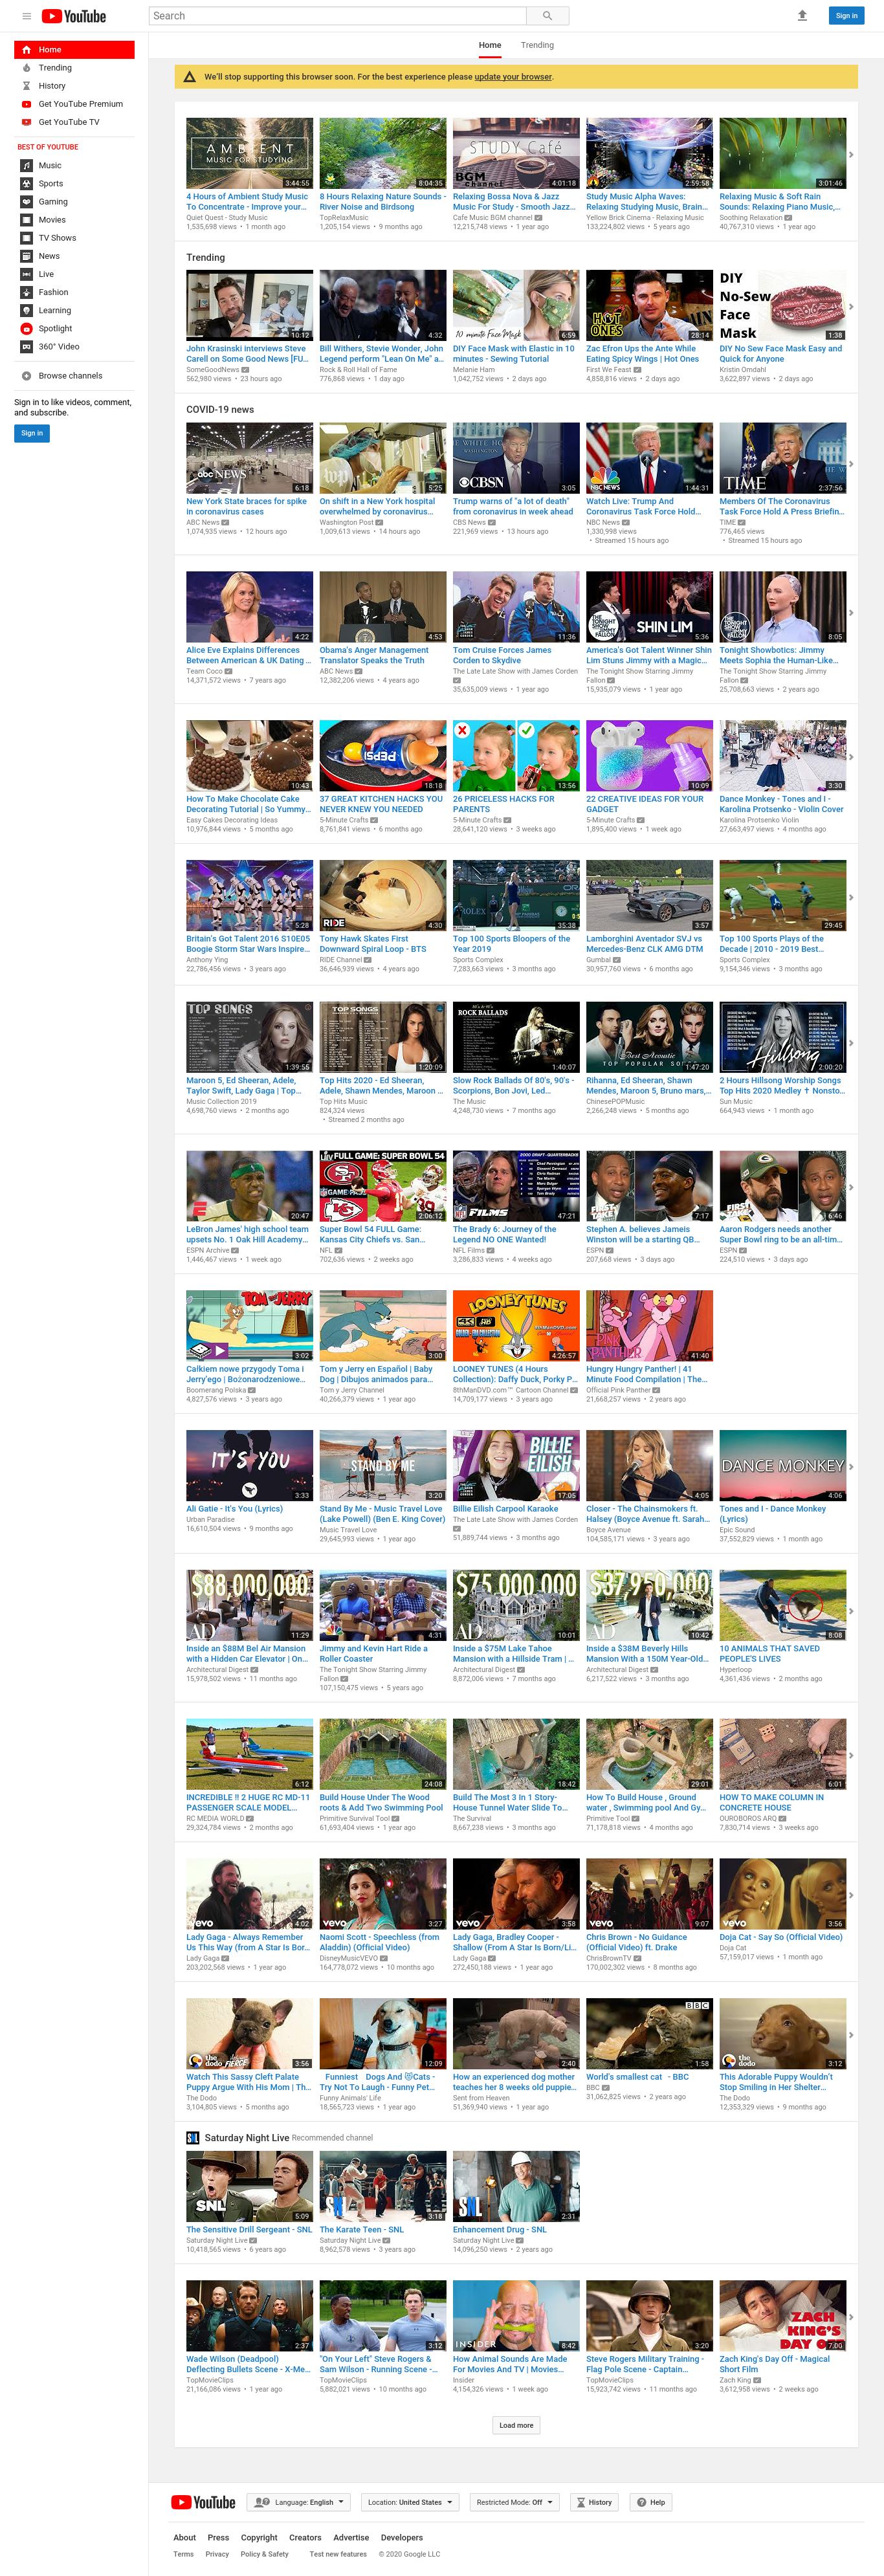 YouTube
Search
Sign in
Home
Trending
Home
Trending
History
Get YouTube Premium
Get YouTube TV
BEST OF YOUTUBE
Music
Sports
Gaming
Movies
TV Shows
News
Live
Fashion
Learning
Spotlight
360° Video
Browse channels
Sign in to like videos, comment,
and subscribe.
Sign in
We'll stop supporting this browser soon. For the best experience please update your browser.
AMBIENT
MUSIC FOR STUDYING
3:44:55
4 Hours of Ambient Study Music
To Concentrate - Improve your...
Quiet Quest - Study Music
1,535,698 views • 1 month ago
8:04:35
8 Hours Relaxing Nature Sounds -
River Noise and Birdsong
TopRelaxMusic
1,205,154 views • 9 months ago
STUDY Café
BGM
channel
4:01:18
Relaxing Bossa Nova & Jazz
Music For Study - Smooth Jazz...
Cafe Music BGM channel
12,215,748 views • 1 year ago
2:59:58
Study Music Alpha Waves:
Relaxing Studying Music, Brain...
Yellow Brick Cinema - Relaxing Music
133,224,802 views • 5 years ago
3:01:46
Relaxing Music & Soft Rain
Sounds: Relaxing Piano Music,...
Soothing Relaxation
40,767,310 views • 1 year ago
Trending
10:12
John Krasinski interviews Steve
Carell on Some Good News [FU...
SomeGoodNews
562,980 views • 23 hours ago
4:32
Bill Withers, Stevie Wonder, John
Legend perform "Lean On Me" a...
Rock & Roll Hall of Fame
776,868 views • 1 day ago
10 minute Face Mask
6:59
DIY Face Mask with Elastic in 10
minutes - Sewing Tutorial
Melanie Ham
1,042,752 views • 2 days ago
HOT
ONES
28:14
Zac Efron Ups the Ante While
Eating Spicy Wings | Hot Ones
First We Feast
4,858,816 views • 2 days ago
DIY
No-Sew
Face
Mask
1:38
DIY No Sew Face Mask Easy and
Quick for Anyone
Kristin Omdahl
3,622,897 views • 2 days ago
COVID-19 news
abc NEWS
6:18
New York State braces for spike
in coronavirus cases
ABC News
1,074,935 views • 12 hours ago
wp
5:25
On shift in a New York hospital
overwhelmed by coronavirus...
Washington Post
1,009,613 views • 14 hours ago
CBSN
3:05
Trump warns of "a lot of death"
from coronavirus in week ahead
CBS News
221,969 views • 13 hours ago
NBC NEWS
1:44:31
Watch Live: Trump And
Coronavirus Task Force Hold...
NBC News
1,330,998 views
• Streamed 15 hours ago
TIME
2:37:56
Members Of The Coronavirus
Task Force Hold A Press Briefin...
TIME
776,465 views
• Streamed 15 hours ago
4:22
Alice Eve Explains Differences
Between American & UK Dating ...
Team Coco
14,371,572 views • 7 years ago
4:53
Obama's Anger Management
Translator Speaks the Truth
ABC News
12,382,206 views • 4 years ago
11:36
Tom Cruise Forces James
Corden to Skydive
The Late Late Show with James Corden
35,635,009 views • 1 year ago
THE
TONIGHT
SHOW
JIMMY
FALLON
SHIN LIM
5:36
America's Got Talent Winner Shin
Lim Stuns Jimmy with a Magic...
The Tonight Show Starring Jimmy
Fallon
15,935,079 views • 1 year ago
THE
TONIGHT
SHOW
JIMMY
FALLON
8:05
Tonight Showbotics: Jimmy
Meets Sophia the Human-Like...
The Tonight Show Starring Jimmy
Fallon
25,708,663 views • 2 years ago
10:43
How To Make Chocolate Cake
Decorating Tutorial | So Yummy...
Easy Cakes Decorating Ideas
10,976,844 views • 5 months ago
PEPSI
18:18
37 GREAT KITCHEN HACKS YOU
NEVER KNEW YOU NEEDED
5-Minute Crafts
8,761,841 views • 6 months ago
13:56
26 PRICELESS HACKS FOR
PARENTS
5-Minute Crafts
28,641,120 views • 3 weeks ago
10:09
22 CREATIVE IDEAS FOR YOUR
GADGET
5-Minute Crafts
1,895,400 views • 1 week ago
3:30
Dance Monkey - Tones and I -
Karolina Protsenko - Violin Cover
Karolina Protsenko Violin
27,663,497 views • 4 months ago
5:28
Britain's Got Talent 2016 S10E05
Boogie Storm Star Wars Inspire...
Anthony Ying
22,786,456 views • 3 years ago
RIDE
4:30
Tony Hawk Skates First
Downward Spiral Loop - BTS
RIDE Channel
36,646,939 views • 4 years ago
ROLEX
35:38
Top 100 Sports Bloopers of the
Year 2019
Sports Complex
7,283,663 views • 3 months ago
3:57
Lamborghini Aventador SVJ vs
Mercedes-Benz CLK AMG DTM
Gumbal
30,957,760 views • 6 months ago
29:45
Top 100 Sports Plays of the
Decade | 2010 - 2019 Best...
Sports Complex
9,154,346 views • 3 months ago
TOP SONGS
1:39:55
Maroon 5, Ed Sheeran, Adele,
Taylor Swift, Lady Gaga | Top...
Music Collection 2019
4,698,760 views • 2 months ago
TOP SONGS
1:20:09
Top Hits 2020 - Ed Sheeran,
Adele, Shawn Mendes, Maroon ...
Top Hits Music
824,324 views
• Streamed 2 months ago
ROCK BALLADS
1:40:07
Slow Rock Ballads Of 80's, 90's -
Scorpions, Bon Jovi, Led...
The Music
4,248,730 views • 7 months ago
Best Acoustic
TOP POPULAR SONGS
1:47:20
Rihanna, Ed Sheeran, Shawn
Mendes, Maroon 5, Bruno mars,...
ChinesePOPMusic
2,266,248 views • 5 months ago
Hillsong
2:00:20
2 Hours Hillsong Worship Songs
Top Hits 2020 Medley ✝ Nonsto...
Sun Music
664,943 views • 1 month ago
20:47
LeBron James' high school team
upsets No. 1 Oak Hill Academy...
ESPN Archive
1,446,467 views • 1 week ago
FULL GAME: SUPER BOWL 54
GAME PASS
2:06:12
Super Bowl 54 FULL Game:
Kansas City Chiefs vs. San...
NFL
702,636 views • 2 weeks ago
2000 DRAFT - QUARTERBACKS
FILMS
47:21
The Brady 6: Journey of the
Legend NO ONE Wanted!
NFL Films
3,286,833 views • 4 weeks ago
FIRST
7:17
Stephen A. believes Jameis
Winston will be a starting QB...
ESPN
207,668 views • 3 days ago
FIRST
6:46
Aaron Rodgers needs another
Super Bowl ring to be an all-tim...
ESPN
224,510 views • 3 days ago
TOM AND JERRY
3:02
Całkiem nowe przygody Toma i
Jerry'ego | Bożonarodzeniowe...
Boomerang Polska
4,827,576 views • 3 years ago
3:00
Tom y Jerry en Español | Baby
Dog | Dibujos animados para...
Tom y Jerry Channel
40,266,379 views • 1 year ago
LOONEY TUNES
4K
4:26:57
LOONEY TUNES (4 Hours
Collection): Daffy Duck, Porky P...
8thManDVD.com™ Cartoon Channel
14,709,177 views • 3 years ago
PINK
PANTHER
41:40
Hungry Hungry Panther! | 41
Minute Food Compilation | The...
Official Pink Panther
21,668,257 views • 2 years ago
IT'S YOU
3:33
Ali Gatie - It's You (Lyrics)
Urban Paradise
16,610,504 views • 9 months ago
STAND BY ME
3:20
Stand By Me - Music Travel Love
(Lake Powell) (Ben E. King Cover)
Music Travel Love
29,645,993 views • 1 year ago
BILLIE
EILISH
17:05
Billie Eilish Carpool Karaoke
The Late Late Show with James Corden
51,889,744 views • 3 months ago
4:05
Closer - The Chainsmokers ft.
Halsey (Boyce Avenue ft. Sarah...
Boyce Avenue
104,585,171 views • 3 years ago
DANCE MONKEY
4:06
Tones and I - Dance Monkey
(Lyrics)
Epic Sound
37,552,829 views • 1 month ago
$88,000,000
AD
11:29
Inside an $88M Bel Air Mansion
with a Hidden Car Elevator | On...
Architectural Digest
15,978,502 views • 11 months ago
4:31
Jimmy and Kevin Hart Ride a
Roller Coaster
The Tonight Show Starring Jimmy
Fallon
107,150,475 views • 5 years ago
$75,000,000
AD
10:01
Inside a $75M Lake Tahoe
Mansion with a Hillside Tram | ...
Architectural Digest
8,872,006 views • 7 months ago
$37,950,000
AD
10:42
Inside a $38M Beverly Hills
Mansion With a 150M Year-Old...
Architectural Digest
6,217,522 views • 3 months ago
8:08
10 ANIMALS THAT SAVED
PEOPLE'S LIVES
Hyperloop
4,361,436 views • 2 months ago
6:12
INCREDIBLE !! 2 HUGE RC MD-11
PASSENGER SCALE MODEL...
RC MEDIA WORLD
29,324,784 views • 2 months ago
24:08
Build House Under The Wood
roots & Add Two Swimming Pool
Primitive Survival Tool
61,693,404 views • 1 year ago
18:42
Build The Most 3 In 1 Story-
House Tunnel Water Slide To...
The Survival
8,667,238 views • 3 months ago
29:01
How To Build House , Ground
water , Swimming pool And Gy...
Primitive Tool
71,178,818 views • 4 months ago
6:01
HOW TO MAKE COLUMN IN
CONCRETE HOUSE
OUROBOROS ARQ
7,830,714 views • 3 weeks ago
vevo
4:02
Lady Gaga - Always Remember
Us This Way (from A Star Is Bor...
Lady Gaga
203,202,568 views • 1 year ago
3:27
Naomi Scott - Speechless (from
Aladdin) (Official Video)
DisneyMusicVEVO
164,778,072 views • 10 months ago
vevo
3:58
Lady Gaga, Bradley Cooper -
Shallow (From A Star Is Born/Li...
Lady Gaga
272,450,188 views • 1 year ago
vevo
9:07
Chris Brown - No Guidance
(Official Video) ft. Drake
ChrisBrownTV
170,002,302 views • 8 months ago
vevo
3:56
Doja Cat - Say So (Official Video)
Doja Cat
57,159,017 views • 1 month ago
the
dodo
FIERCE
3:56
Watch This Sassy Cleft Palate
Puppy Argue With His Mom | Th...
The Dodo
3,104,805 views • 5 months ago
12:09
Funniest Dogs And 😻Cats -
Try Not To Laugh - Funny Pet...
Funny Animals' Life
18,565,723 views • 1 year ago
2:40
How an experienced dog mother
teaches her 8 weeks old puppie...
Sent from Heaven
51,369,940 views • 1 year ago
BBC
1:58
World's smallest cat - BBC
BBC
31,062,825 views • 2 years ago
the
dodo
3:12
This Adorable Puppy Wouldn't
Stop Smiling in Her Shelter...
The Dodo
12,353,329 views • 9 months ago
Saturday Night Live Recommended channel
SNL
5:09
The Sensitive Drill Sergeant - SNL
Saturday Night Live
10,418,565 views • 6 years ago
SNL
3:18
The Karate Teen - SNL
Saturday Night Live
8,962,578 views • 3 years ago
SNL
2:31
Enhancement Drug - SNL
Saturday Night Live
14,096,250 views • 2 years ago
2:37
Wade Wilson (Deadpool)
Deflecting Bullets Scene - X-Me...
TopMovieClips
21,166,086 views • 1 year ago
3:12
"On Your Left" Steve Rogers &
Sam Wilson - Running Scene -...
TopMovieClips
5,882,021 views • 10 months ago
INSIDER
8:42
How Animal Sounds Are Made
For Movies And TV | Movies...
Insider
4,154,326 views • 1 week ago
3:20
Steve Rogers Military Training -
Flag Pole Scene - Captain...
TopMovieClips
15,923,742 views • 11 months ago
ZACH
KING'S
DAY OFF
7:00
Zach King's Day Off - Magical
Short Film
Zach King
3,612,958 views • 2 weeks ago
Load more
YouTube
Language: English
Location: United States
Restricted Mode: Off
History
Help
About Press Copyright Creators Advertise Developers
Terms Privacy Policy & Safety Test new features © 2020 Google LLC